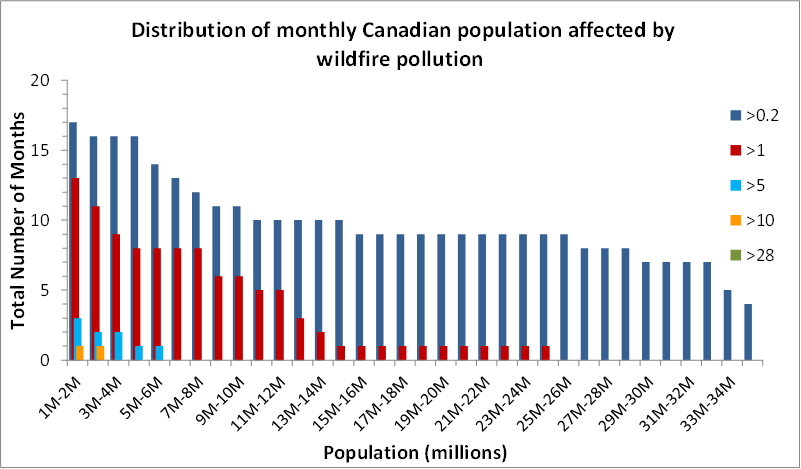 Distribution of monthly Canadian population affected by
wildfire pollution
Total Number of Months
20
15
10
5
0
>0.2
>1
>5
>10
>28
1M-2M
3M-4M
5M-6M
7M-8M
9M-10M
11M-12M
13M-14M
15M-16M
17M-18M
19M-20M
21M-22M
23M-24M
25M-26M
27M-28M
29M-30M
31M-32M
33M-34M
Population (millions)